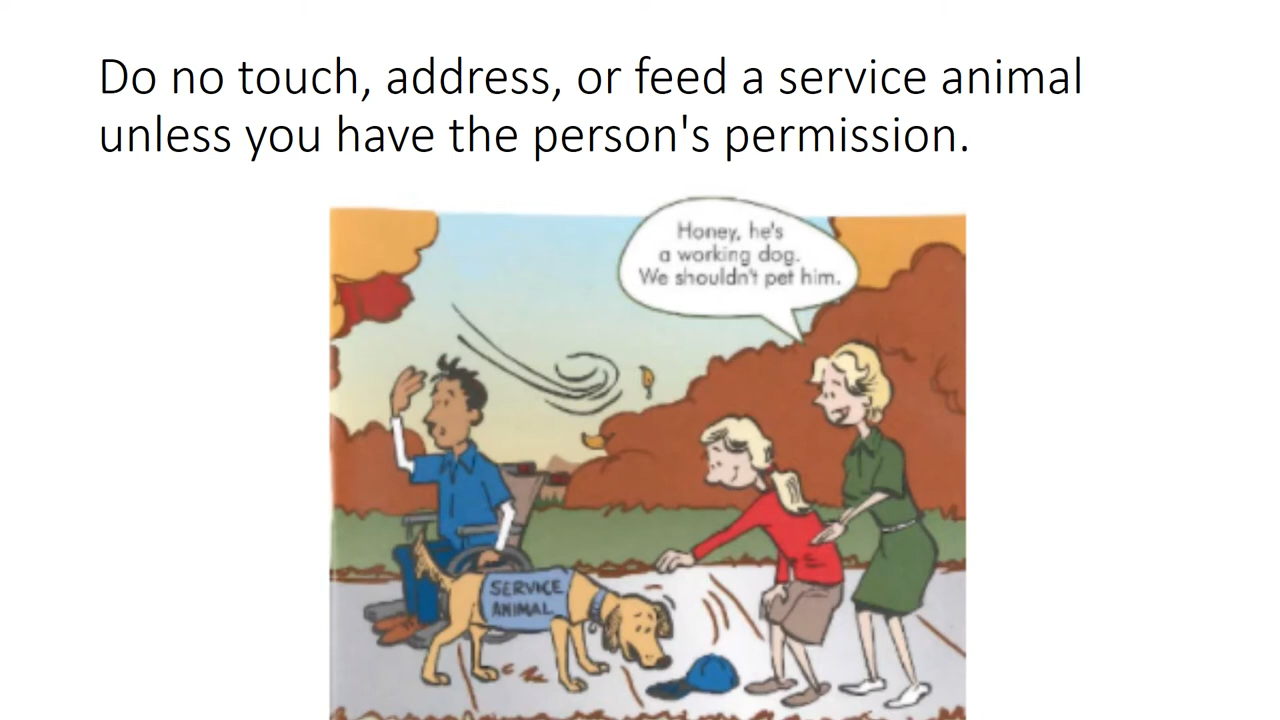 Do no touch, address, or feed a service animal
unless you have the person's permission.
Honey, he's
a working dog.
We shouldn't pet him.
SERVICE
ANIMAL